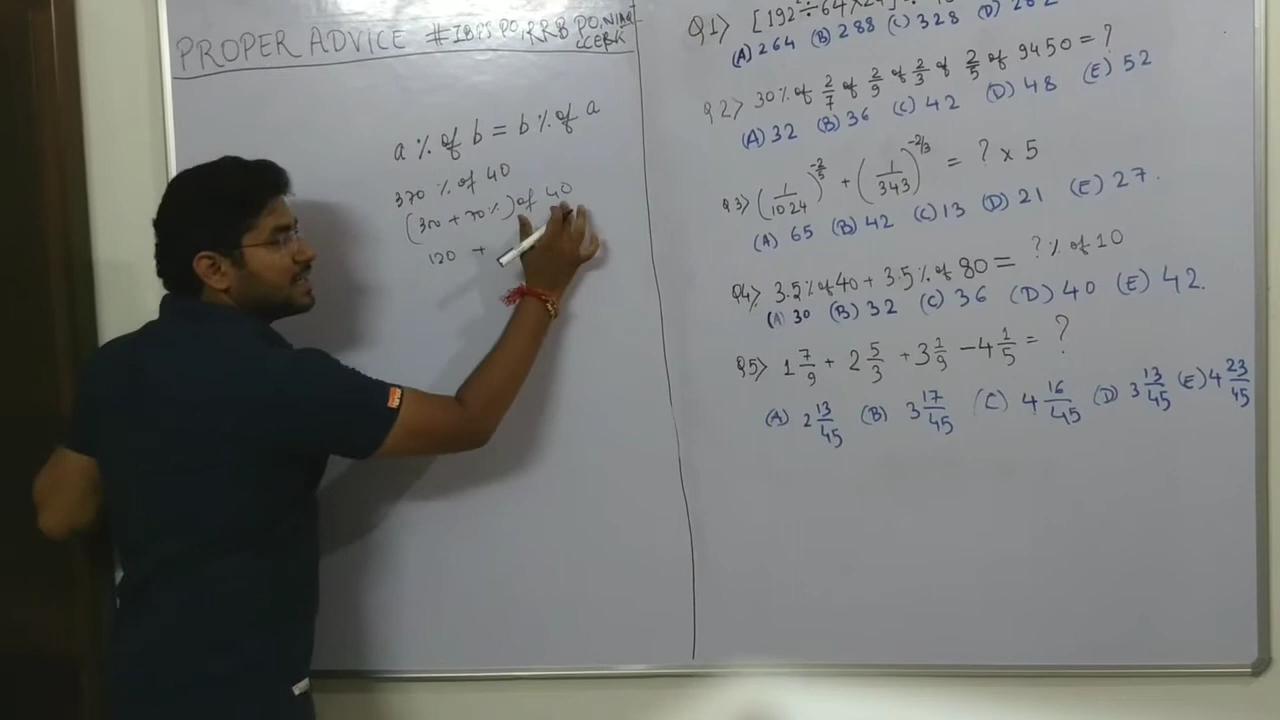 PROPER ADVICE #IBPS PO, RRB PO, NIACL
CLERK
a % of b = b % of a
370 % of 40
(300 + 70%) of 40
120 +
Q1> [192² ÷ 64 × 24]
(A) 264 (B) 288 (C) 328 (D) 262
Q2> 30% of 2/7 of 2/9 of 2/3 of 2/5 of 9450 = ?
(A) 32 (B) 36 (C) 42 (D) 48 (E) 52
Q3> (1/1024)^-2/5 + (1/343)^-2/3 = ? × 5
(A) 65 (B) 42 (C) 13 (D) 21 (E) 27.
Q4> 3.5% of 40 + 3.5% of 80 = ?% of 10
(A) 30 (B) 32 (C) 36 (D) 40 (E) 42.
Q5> 1 7/9 + 2 5/3 + 3 1/9 - 4 1/5 = ?
(A) 2 13/45 (B) 3 17/45 (C) 4 16/45 (D) 3 13/45 (E) 4 23/45